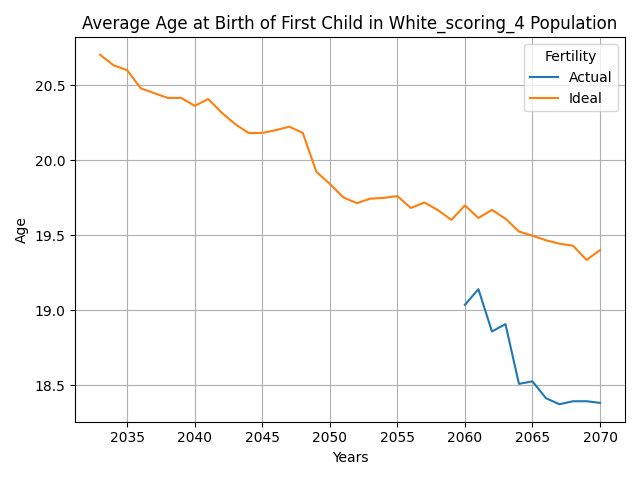 Average Age at Birth of First Child in White_scoring_4 Population
Fertility
Actual
Ideal
Age
20.5
20.0
19.5
19.0
18.5
2035 2040 2045 2050 2055 2060 2065 2070
Years